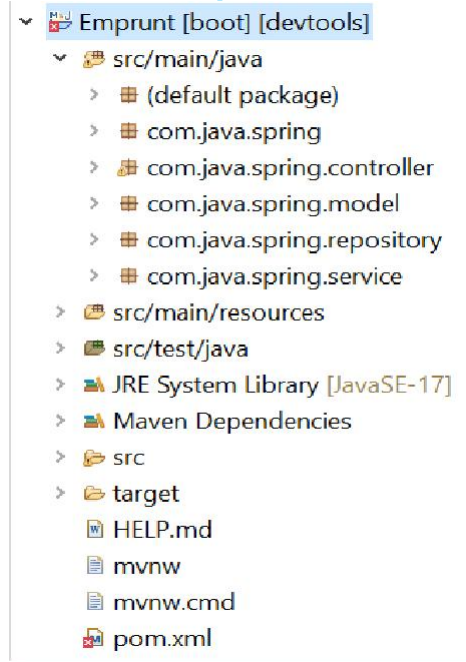 Emprunt [boot] [devtools]
src/main/java
(default package)
com.java.spring
com.java.spring.controller
com.java.spring.model
com.java.spring.repository
com.java.spring.service
src/main/resources
src/test/java
JRE System Library [JavaSE-17]
Maven Dependencies
src
target
HELP.md
mvnw
mvnw.cmd
pom.xml